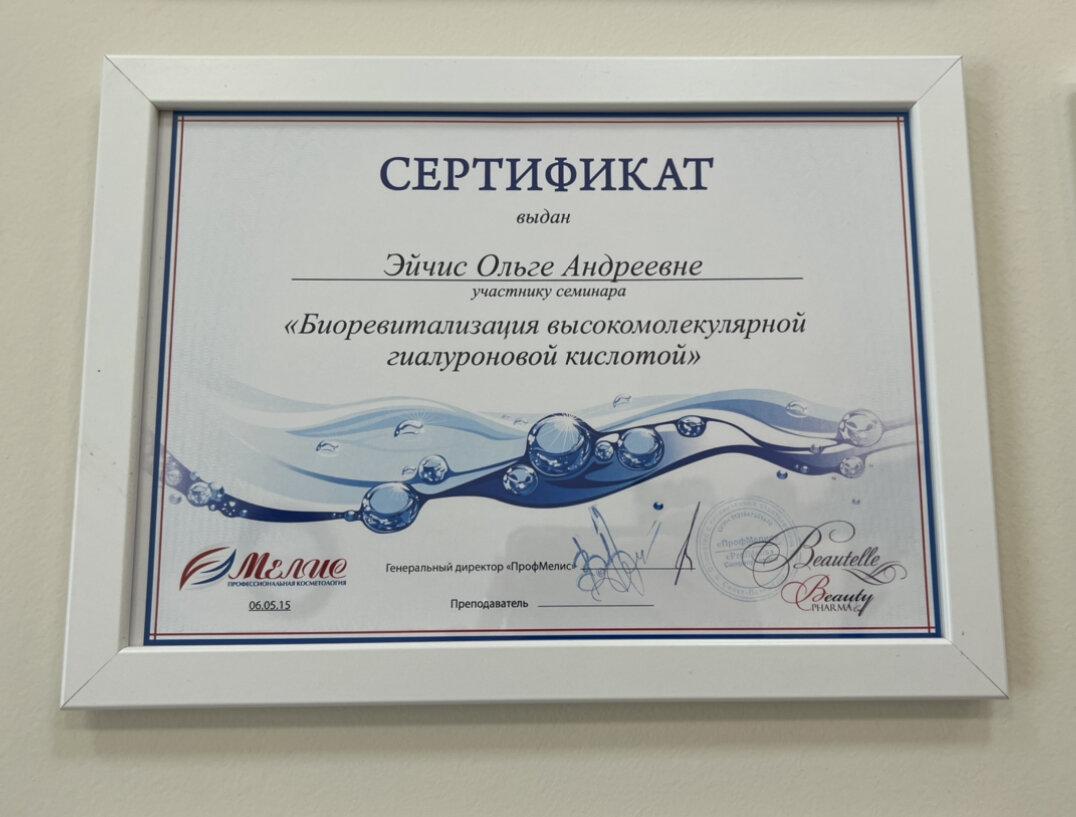 СЕРТИФИКАТ
выдан
Эйчис Ольге Андреевне
участнику семинара
«Биоревитализация высокомолекулярной
гиалуроновой кислотой»
Мелис
ПРОФЕССИОНАЛЬНАЯ КОСМЕТОЛОГИЯ
06.05.15
Генеральный директор «ПрофМелис»
Преподаватель
«ПрофМелис»
Beautelle
Beauty
PHARMA